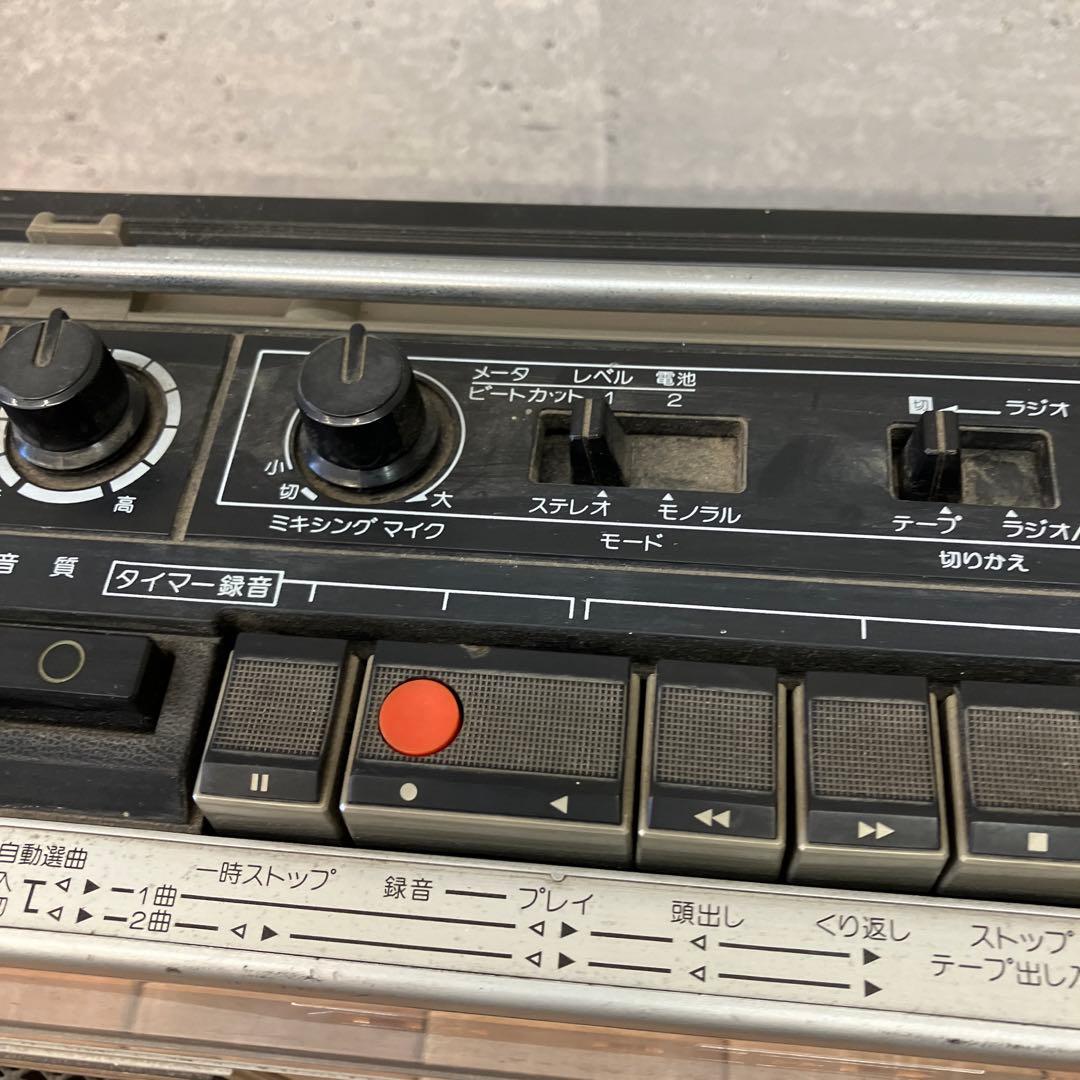 メータ レベル 電池
ビートカット 1 2
切 ラジオ
小
切
大
高
ステレオ モノラル
テープ ラジオ/
ミキシングマイク
モード
切りかえ
音質
タイマー録音
自動選曲
一時ストップ
録音 プレイ
頭出し
くり返し
ストップ
テープ出し
入
切
1曲
2曲